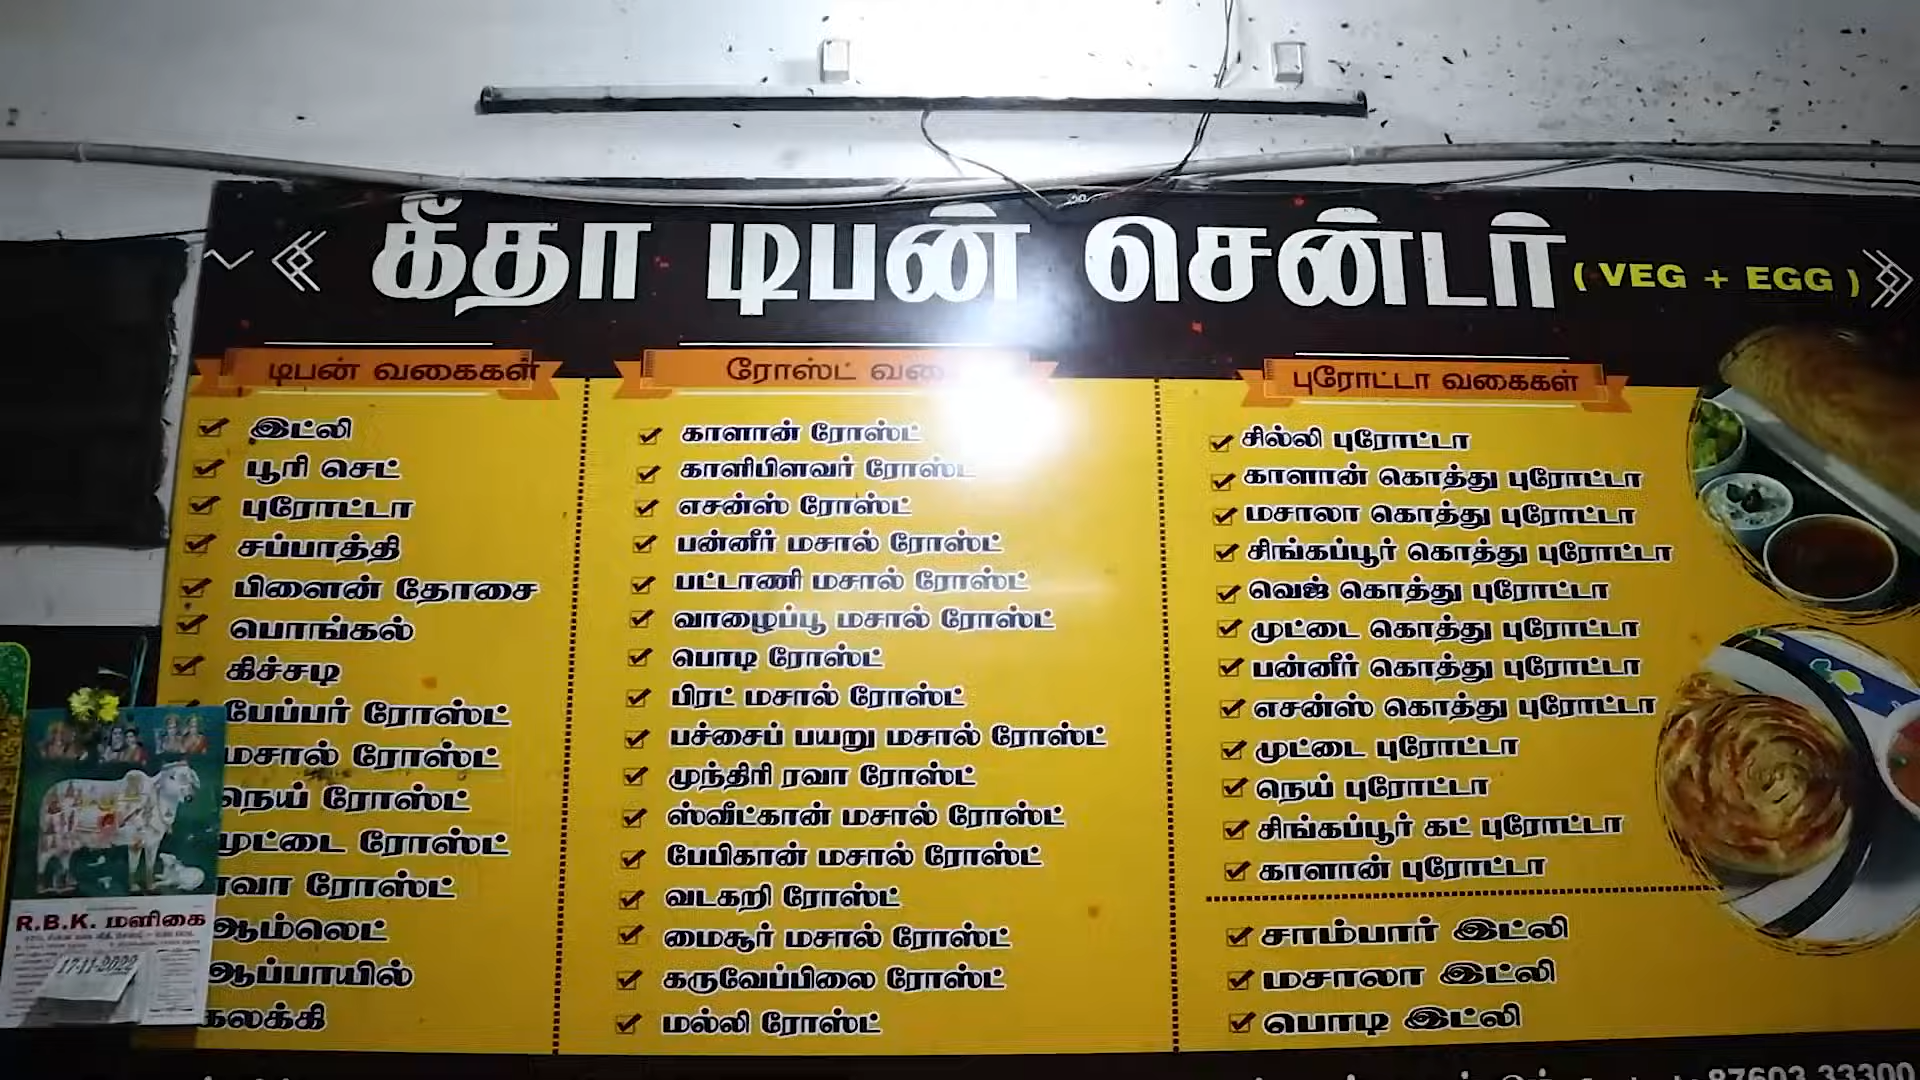 கீதா டிபன் சென்டர் ( VEG + EGG )
டிபன் வகைகள்
இட்லி
பூரி செட்
புரோட்டா
சப்பாத்தி
பிளைன் தோசை
பொங்கல்
கிச்சடி
பேப்பர் ரோஸ்ட்
மசால் ரோஸ்ட்
நெய் ரோஸ்ட்
முட்டை ரோஸ்ட்
ரவா ரோஸ்ட்
ஆம்லெட்
ஆப்பாயில்
கலக்கி
ரோஸ்ட்
காளான் ரோஸ்ட்
காளிபிளவர் ரோஸ்ட்
எசன்ஸ் ரோஸ்ட்
பன்னீர் மசால் ரோஸ்ட்
பட்டாணி மசால் ரோஸ்ட்
வாழைப்பூ மசால் ரோஸ்ட்
பொடி ரோஸ்ட்
பிரட் மசால் ரோஸ்ட்
பச்சைப் பயறு மசால் ரோஸ்ட்
முந்திரி ரவா ரோஸ்ட்
ஸ்வீட்கான் மசால் ரோஸ்ட்
பேபிகான் மசால் ரோஸ்ட்
வடகறி ரோஸ்ட்
மைசூர் மசால் ரோஸ்ட்
கருவேப்பிலை ரோஸ்ட்
மல்லி ரோஸ்ட்
புரோட்டா வகைகள்
சில்லி புரோட்டா
காளான் கொத்து புரோட்டா
மசாலா கொத்து புரோட்டா
சிங்கப்பூர் கொத்து புரோட்டா
வெஜ் கொத்து புரோட்டா
முட்டை கொத்து புரோட்டா
பன்னீர் கொத்து புரோட்டா
எசன்ஸ் கொத்து புரோட்டா
முட்டை புரோட்டா
நெய் புரோட்டா
சிங்கப்பூர் கட் புரோட்டா
காளான் புரோட்டா
சாம்பார் இட்லி
மசாலா இட்லி
பொடி இட்லி
R.B.K. மளிகை
17-11-2022
87603 33300